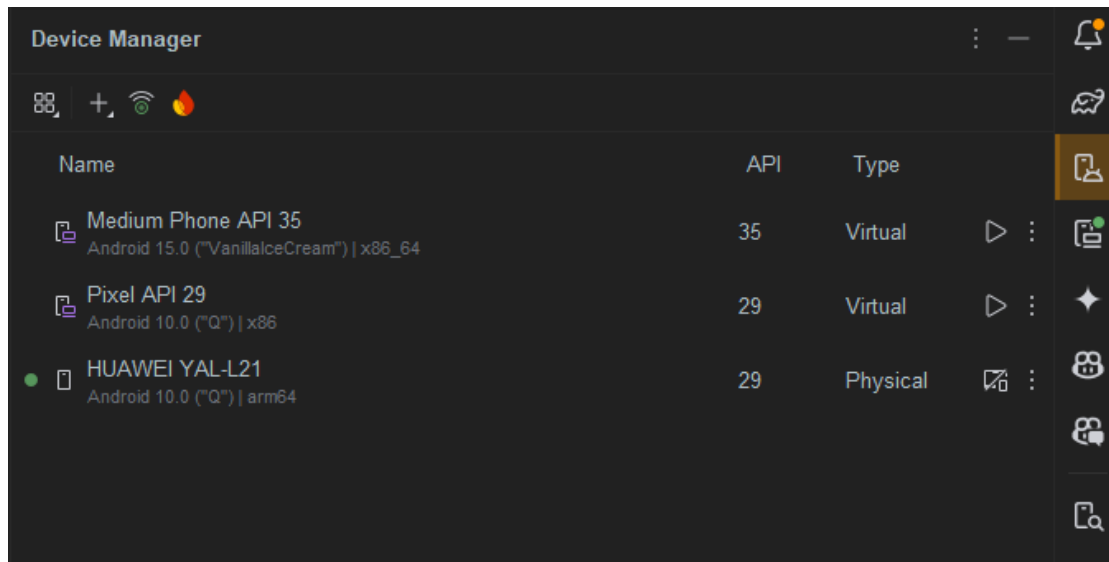 Device Manager
Name API Type
Medium Phone API 35 35 Virtual
Android 15.0 ("VanillaIceCream") | x86_64
Pixel API 29 29 Virtual
Android 10.0 ("Q") | x86
HUAWEI YAL-L21 29 Physical
Android 10.0 ("Q") | arm64